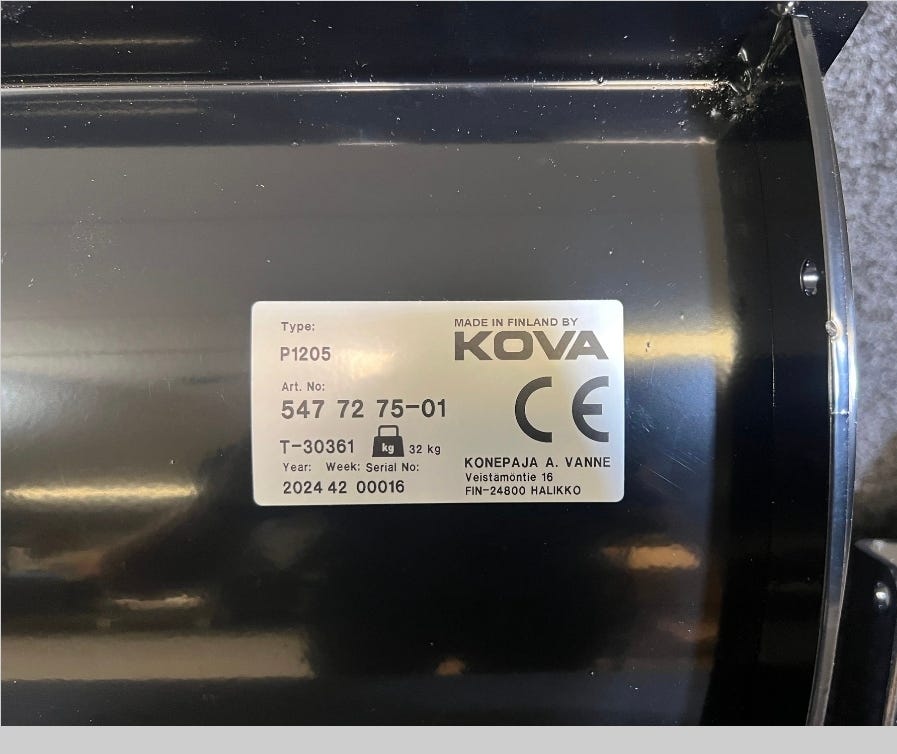 Type:
P1205
MADE IN FINLAND BY
KOVA
Art. No:
547 72 75-01
CE
T-30361 kg 32 kg
Year: Week: Serial No:
2024 42 00016
KONEPAJA A. VANNE
Veistämöntie 16
FIN-24800 HALIKKO